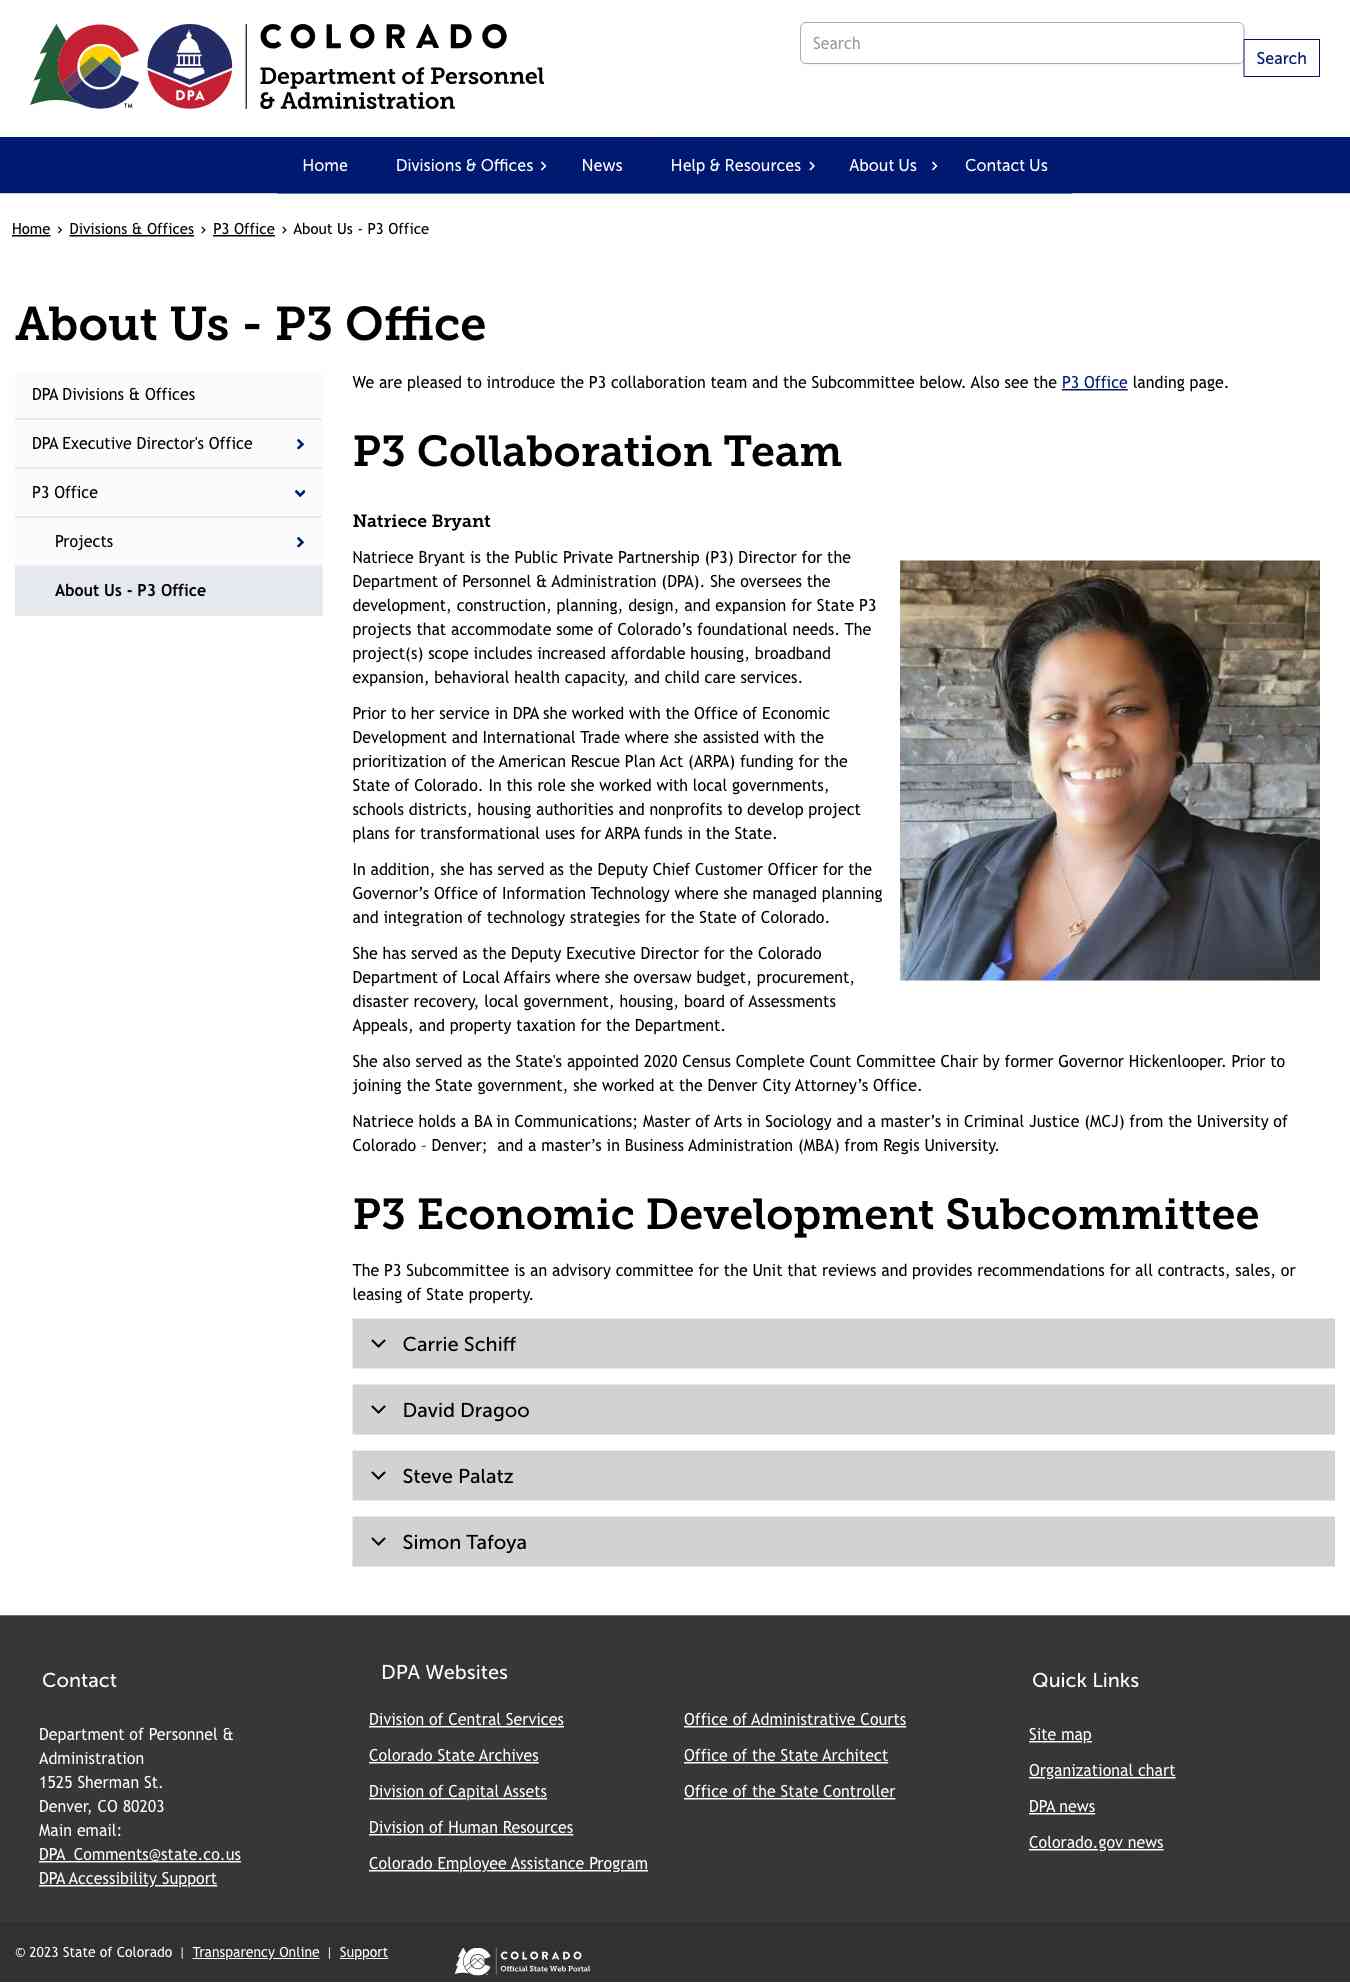 COLORADO
Department of Personnel
& Administration
DPA
TM
Search
Search
Home
Divisions & Offices
News
Help & Resources
About Us
Contact Us
Home › Divisions & Offices › P3 Office › About Us - P3 Office
About Us - P3 Office
DPA Divisions & Offices
DPA Executive Director's Office
P3 Office
Projects
About Us - P3 Office
We are pleased to introduce the P3 collaboration team and the Subcommittee below. Also see the P3 Office landing page.
P3 Collaboration Team
Natriece Bryant
Natriece Bryant is the Public Private Partnership (P3) Director for the
Department of Personnel & Administration (DPA). She oversees the
development, construction, planning, design, and expansion for State P3
projects that accommodate some of Colorado’s foundational needs. The
project(s) scope includes increased affordable housing, broadband
expansion, behavioral health capacity, and child care services.
Prior to her service in DPA she worked with the Office of Economic
Development and International Trade where she assisted with the
prioritization of the American Rescue Plan Act (ARPA) funding for the
State of Colorado. In this role she worked with local governments,
schools districts, housing authorities and nonprofits to develop project
plans for transformational uses for ARPA funds in the State.
In addition, she has served as the Deputy Chief Customer Officer for the
Governor’s Office of Information Technology where she managed planning
and integration of technology strategies for the State of Colorado.
She has served as the Deputy Executive Director for the Colorado
Department of Local Affairs where she oversaw budget, procurement,
disaster recovery, local government, housing, board of Assessments
Appeals, and property taxation for the Department.
She also served as the State's appointed 2020 Census Complete Count Committee Chair by former Governor Hickenlooper. Prior to
joining the State government, she worked at the Denver City Attorney’s Office.
Natriece holds a BA in Communications; Master of Arts in Sociology and a master’s in Criminal Justice (MCJ) from the University of
Colorado – Denver;  and a master’s in Business Administration (MBA) from Regis University.
P3 Economic Development Subcommittee
The P3 Subcommittee is an advisory committee for the Unit that reviews and provides recommendations for all contracts, sales, or
leasing of State property.
Carrie Schiff
David Dragoo
Steve Palatz
Simon Tafoya
Contact
Department of Personnel &
Administration
1525 Sherman St.
Denver, CO 80203
Main email:
DPA_Comments@state.co.us
DPA Accessibility Support
DPA Websites
Division of Central Services
Colorado State Archives
Division of Capital Assets
Division of Human Resources
Colorado Employee Assistance Program
Office of Administrative Courts
Office of the State Architect
Office of the State Controller
Quick Links
Site map
Organizational chart
DPA news
Colorado.gov news
© 2023 State of Colorado | Transparency Online | Support
COLORADO
Official State Web Portal